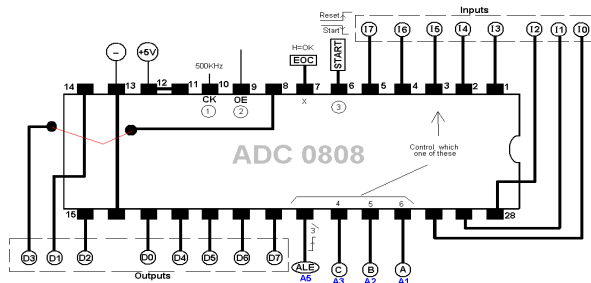 Reset
Inputs
Start
I7 I6 I5 I4 I3 I2 I1 I0
− +5V
H=OK
EOC START
500KHz
14 13 12 11 10 9 8 7 6 5 4 3 2 1
CK OE X
1 2 3
ADC 0808
Control which
one of these
15 4 5 6 28
3
D3 D1 D2 D0 D4 D5 D6 D7
ALE C B A
A5 A3 A2 A1
Outputs